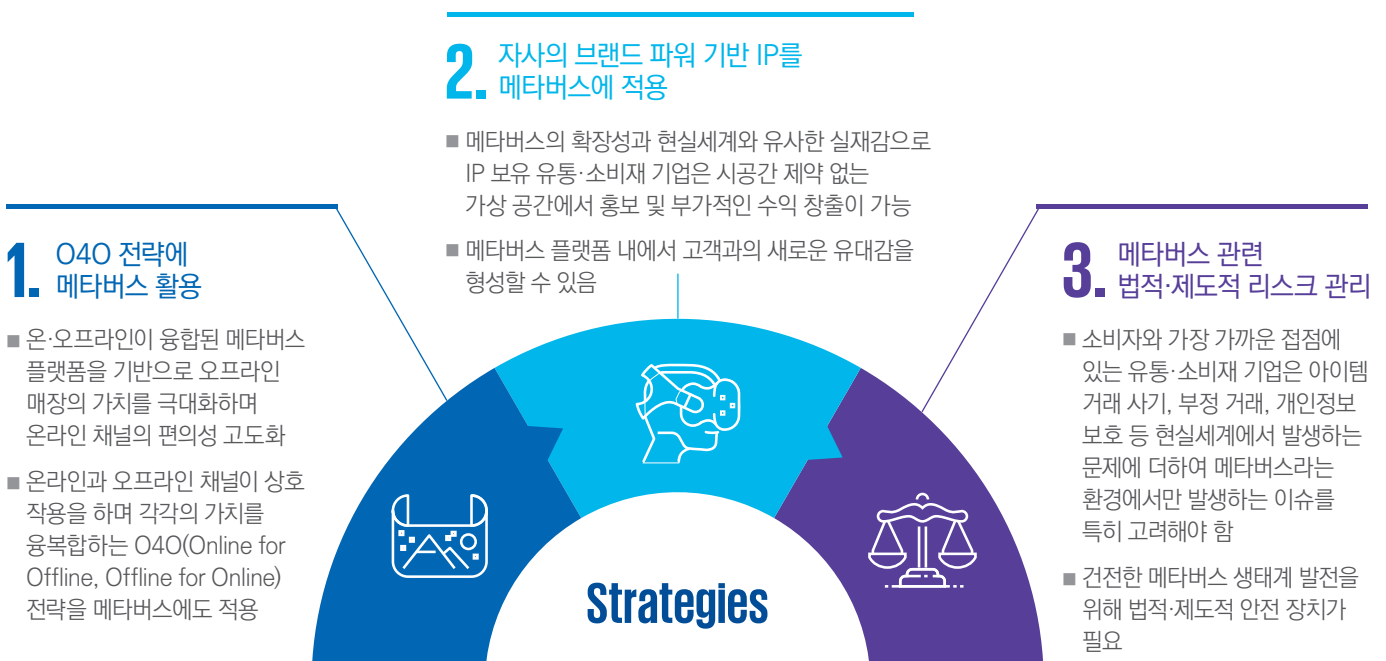 1. O4O 전략에
메타버스 활용
■ 온·오프라인이 융합된 메타버스
플랫폼을 기반으로 오프라인
매장의 가치를 극대화하며
온라인 채널의 편의성 고도화
■ 온라인과 오프라인 채널이 상호
작용을 하며 각각의 가치를
융복합하는 O4O(Online for
Offline, Offline for Online)
전략을 메타버스에도 적용
2. 자사의 브랜드 파워 기반 IP를
메타버스에 적용
■ 메타버스의 확장성과 현실세계와 유사한 실재감으로
IP 보유 유통·소비재 기업은 시공간 제약 없는
가상 공간에서 홍보 및 부가적인 수익 창출이 가능
■ 메타버스 플랫폼 내에서 고객과의 새로운 유대감을
형성할 수 있음
3. 메타버스 관련
법적·제도적 리스크 관리
■ 소비자와 가장 가까운 접점에
있는 유통·소비재 기업은 아이템
거래 사기, 부정 거래, 개인정보
보호 등 현실세계에서 발생하는
문제에 더하여 메타버스라는
환경에서만 발생하는 이슈를
특히 고려해야 함
■ 건전한 메타버스 생태계 발전을
위해 법적·제도적 안전 장치가
필요
Strategies